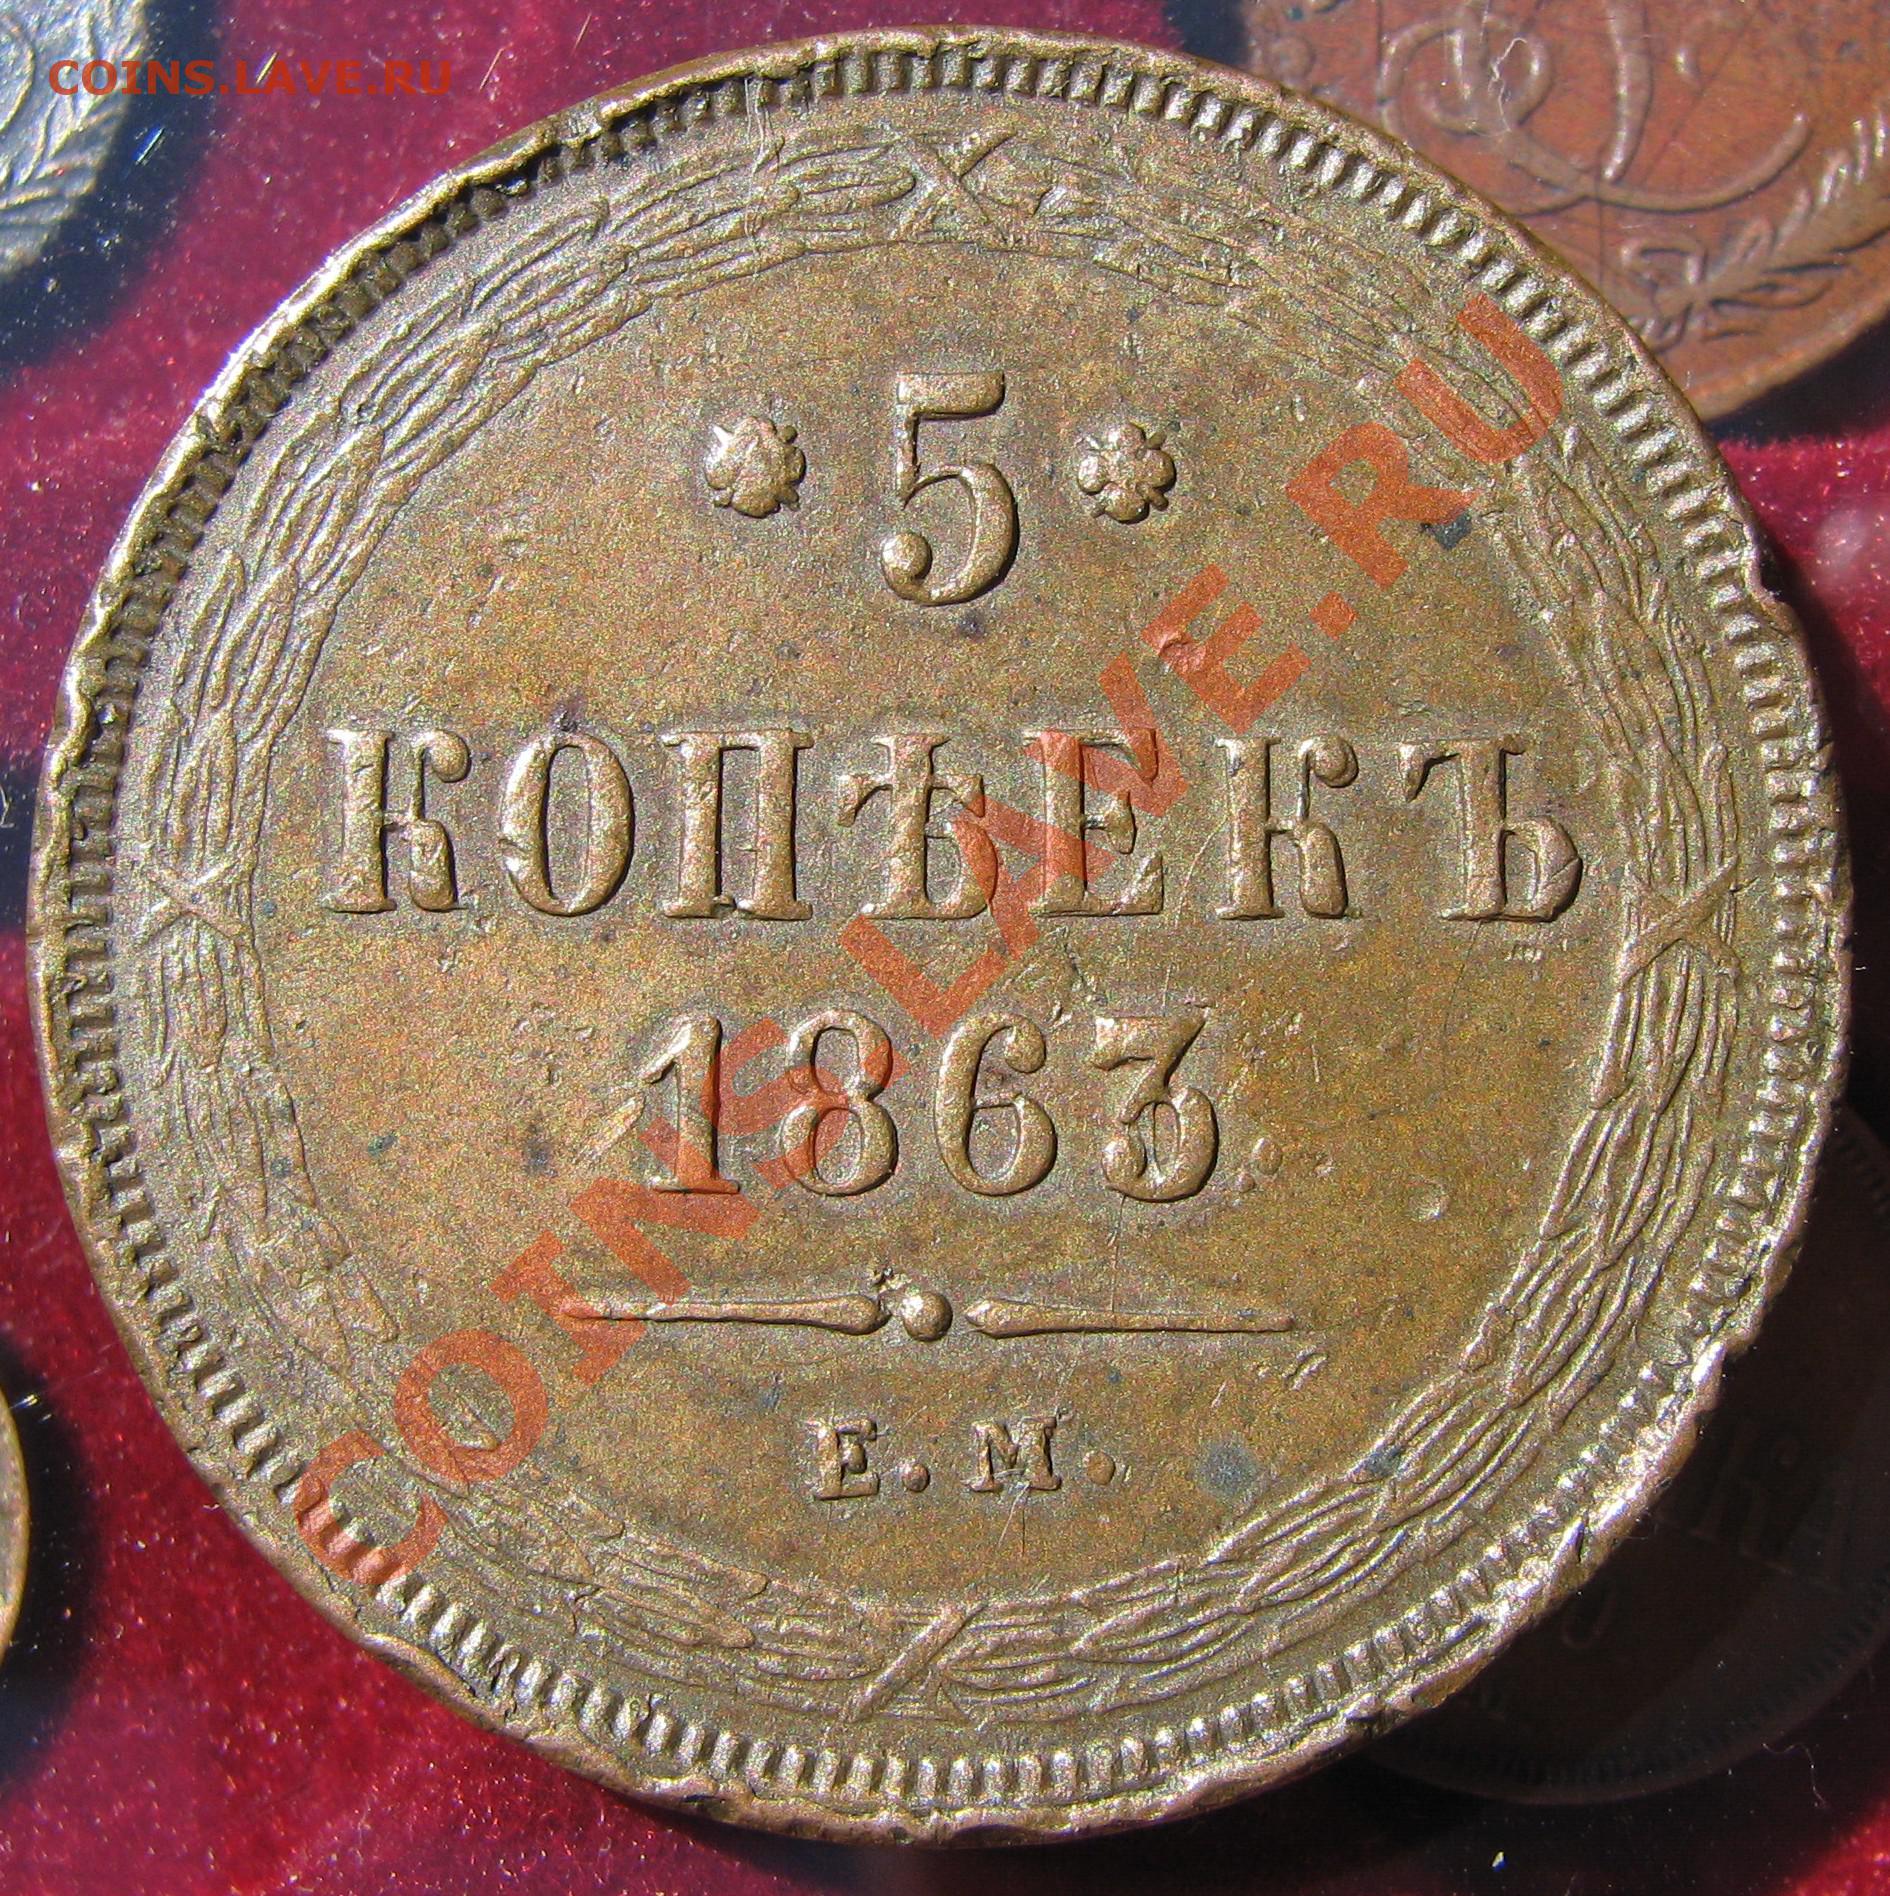 COINS.LAVE.RU
* 5 *
КОПѢЕКЪ
1863.
Е.М.
COINS.LAVE.RU